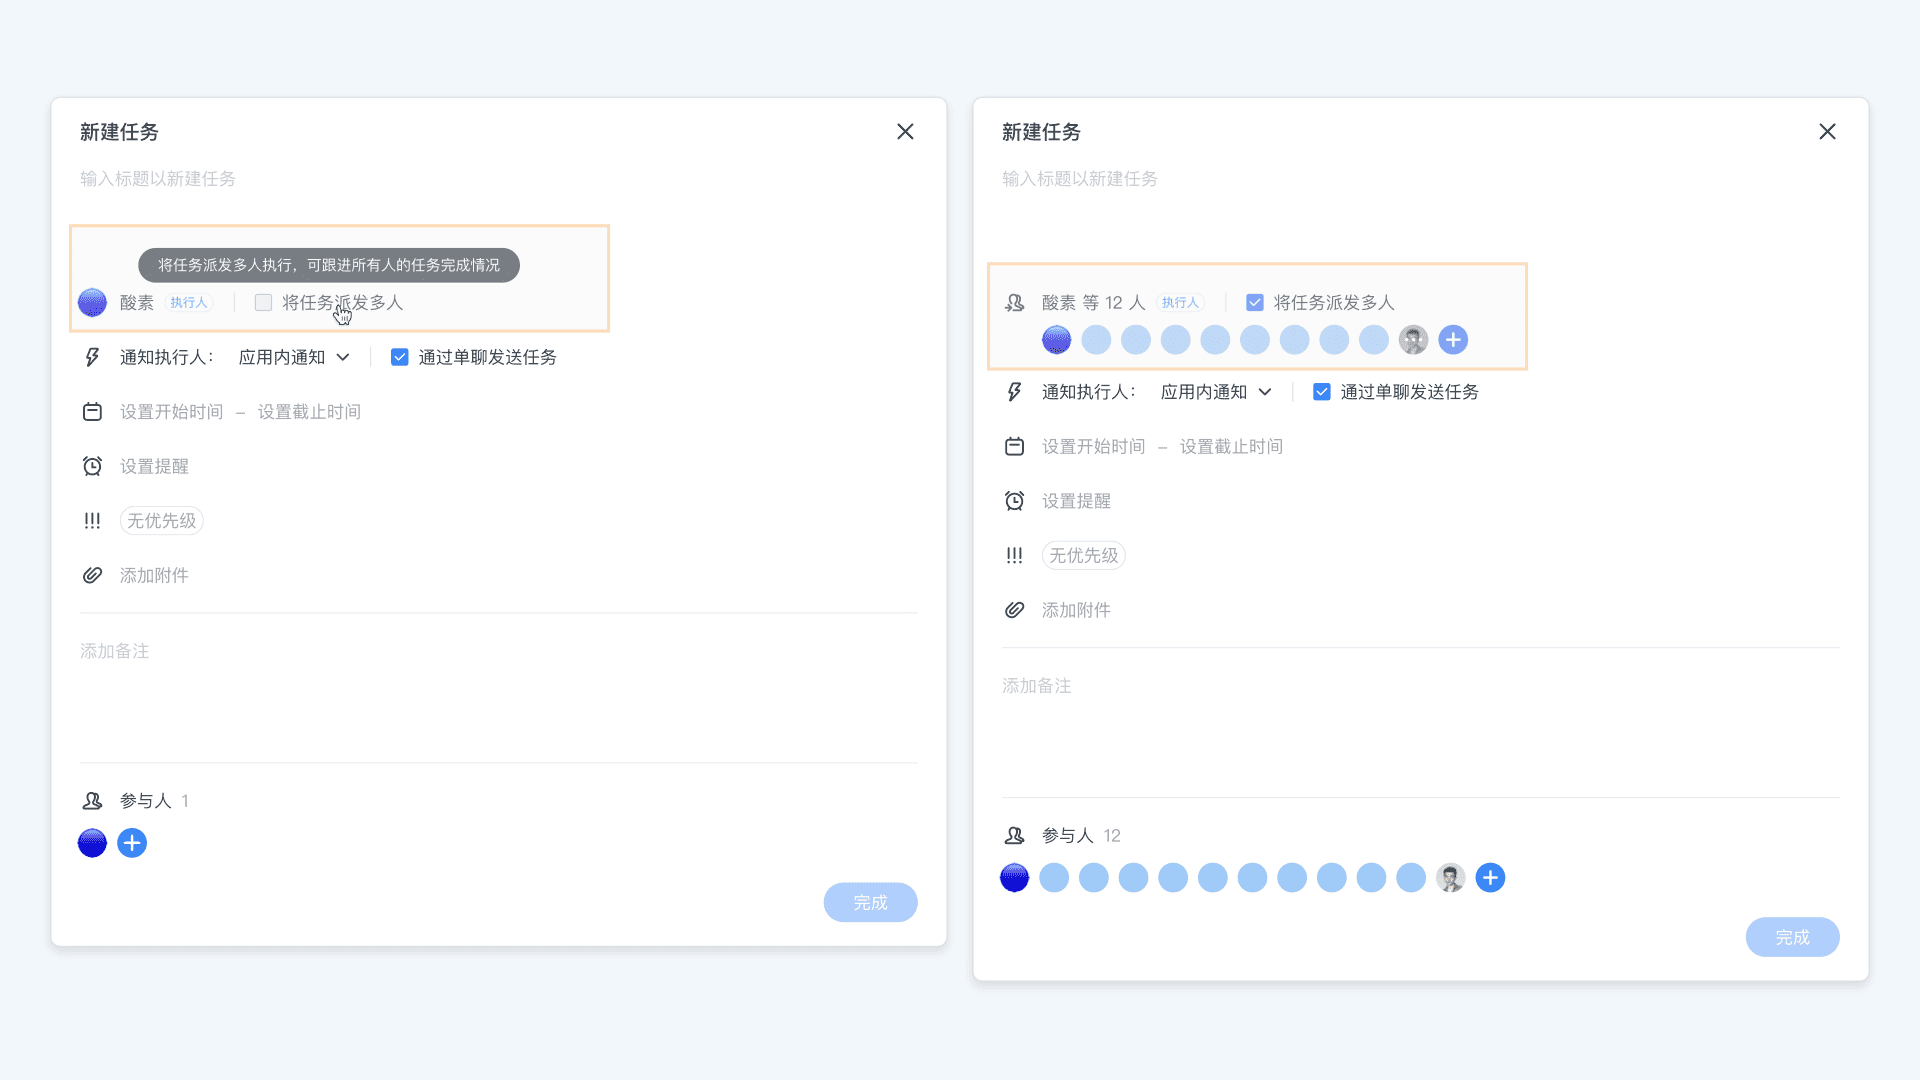 新建任务
输入标题以新建任务
将任务派发多人执行，可跟进所有人的任务完成情况
酸素 执行人 将任务派发多人
通知执行人： 应用内通知 通过单聊发送任务
设置开始时间 – 设置截止时间
设置提醒
无优先级
添加附件
添加备注
参与人 1
完成
新建任务
输入标题以新建任务
酸素 等 12 人 执行人 将任务派发多人
通知执行人： 应用内通知 通过单聊发送任务
设置开始时间 – 设置截止时间
设置提醒
无优先级
添加附件
添加备注
参与人 12
完成